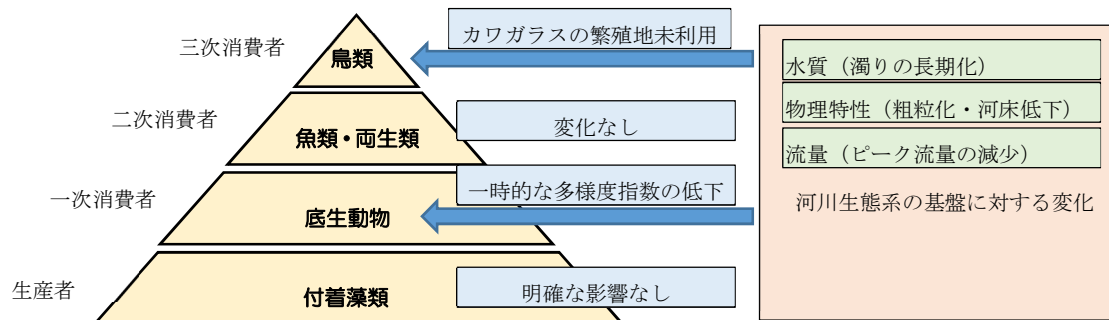 三次消費者
鳥類
カワガラスの繁殖地未利用
二次消費者
魚類・両生類
変化なし
一次消費者
底生動物
一時的な多様度指数の低下
生産者
付着藻類
明確な影響なし
水質（濁りの長期化）
物理特性（粗粒化・河床低下）
流量（ピーク流量の減少）
河川生態系の基盤に対する変化